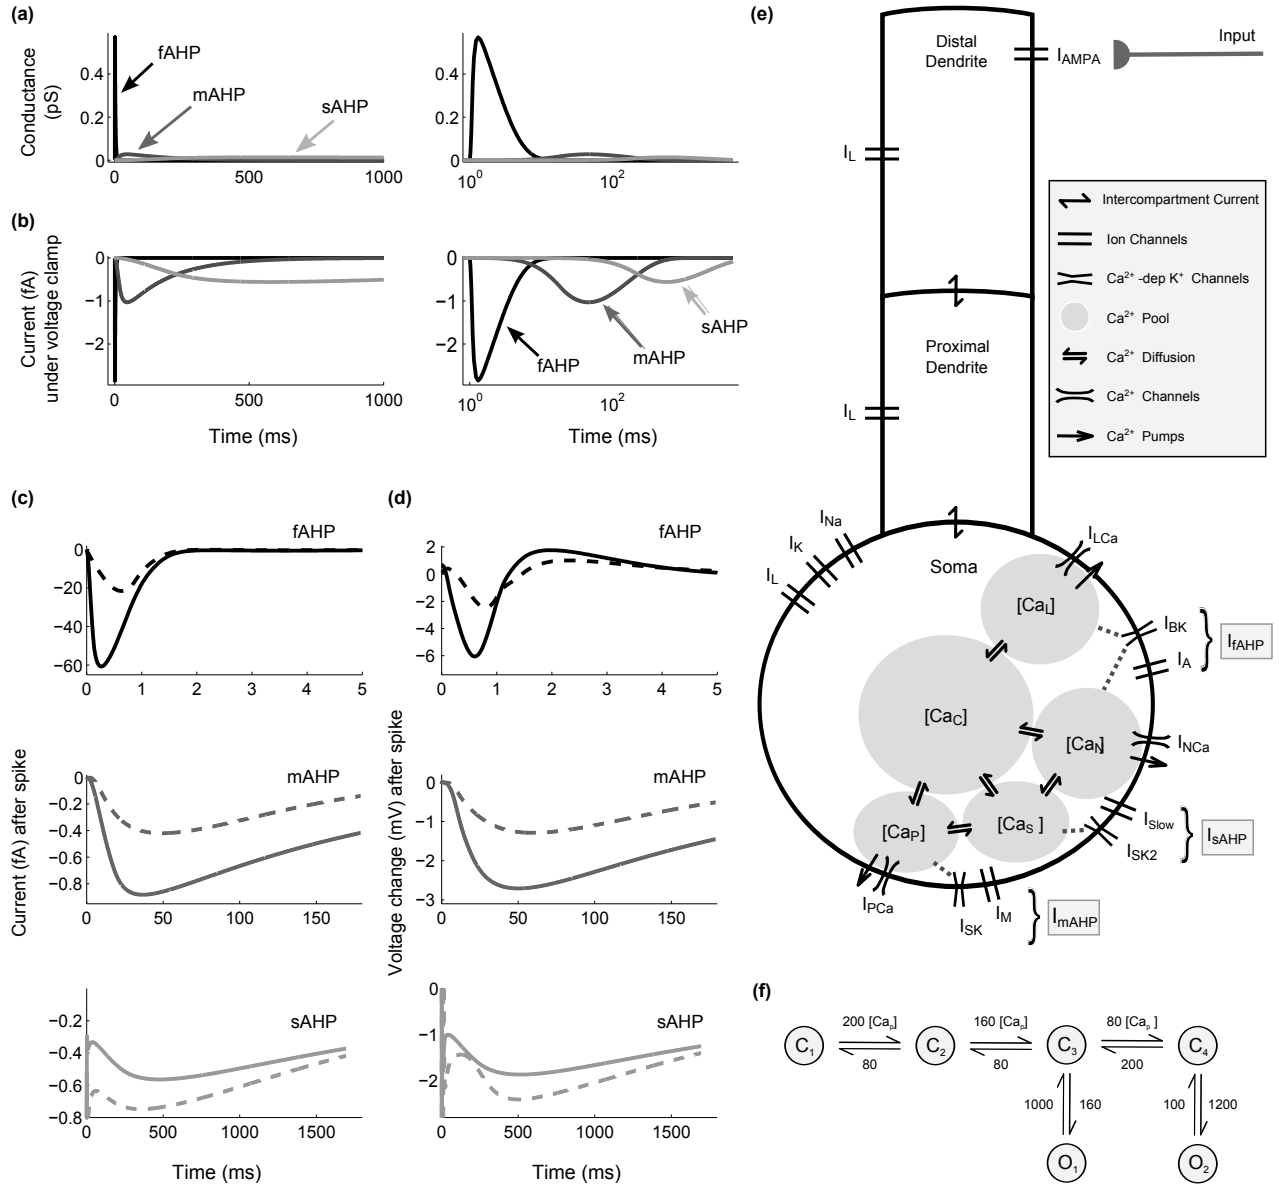 (a)
Conductance
(pS)
0.4
0.2
0
fAHP
mAHP
sAHP
0
500
1000
0.4
0.2
0
10⁰
10²
(b)
Current (fA)
under voltage clamp
0
−1
−2
0
500
1000
Time (ms)
0
−1
−2
fAHP
mAHP
sAHP
10⁰
10²
Time (ms)
(c)
Current (fA) after spike
fAHP
0
−20
−40
−60
0 1 2 3 4 5
mAHP
0
−0.2
−0.4
−0.6
−0.8
0 50 100 150
sAHP
−0.2
−0.4
−0.6
−0.8
0 500 1000 1500
Time (ms)
(d)
Voltage change (mV) after spike
fAHP
2
0
−2
−4
−6
0 1 2 3 4 5
mAHP
0
−1
−2
−3
0 50 100 150
sAHP
0
−1
−2
0 500 1000 1500
Time (ms)
(e)
Distal
Dendrite
I_AMPA
Input
I_L
Proximal
Dendrite
I_L
Intercompartment Current
Ion Channels
Ca²⁺ -dep K⁺ Channels
Ca²⁺ Pool
Ca²⁺ Diffusion
Ca²⁺ Channels
Ca²⁺ Pumps
I_Na
I_K
I_L
Soma
I_LCa
[Ca_L]
I_BK
I_A
I_fAHP
[Ca_C]
[Ca_N]
I_NCa
[Ca_P]
[Ca_S ]
I_Slow
I_SK2
I_sAHP
I_PCa
I_SK
I_M
I_mAHP
(f)
200 [Ca_p]
160 [Ca_p]
80 [Ca_p ]
C₁
C₂
C₃
C₄
80
80
200
1000
160
100
1200
O₁
O₂